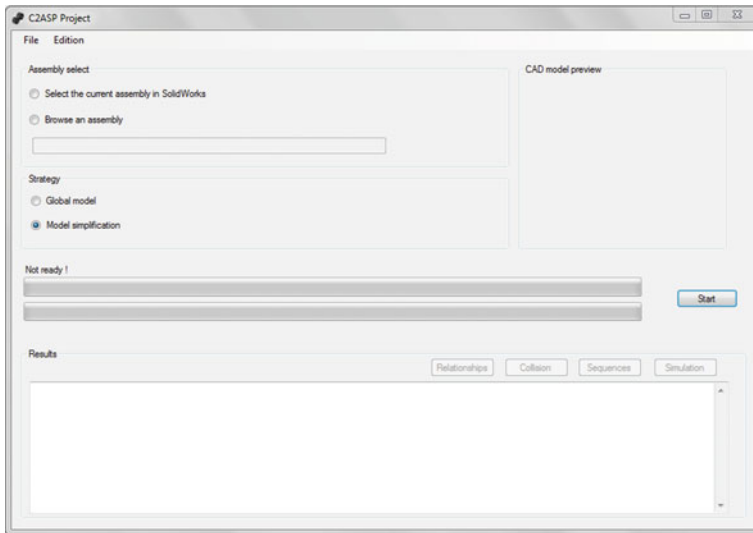 C2ASP Project
File Edition
Assembly select
CAD model preview
Select the current assembly in SolidWorks
Browse an assembly
Strategy
Global model
Model simplification
Not ready !
Start
Results
Relationships Collision Sequences Simulation